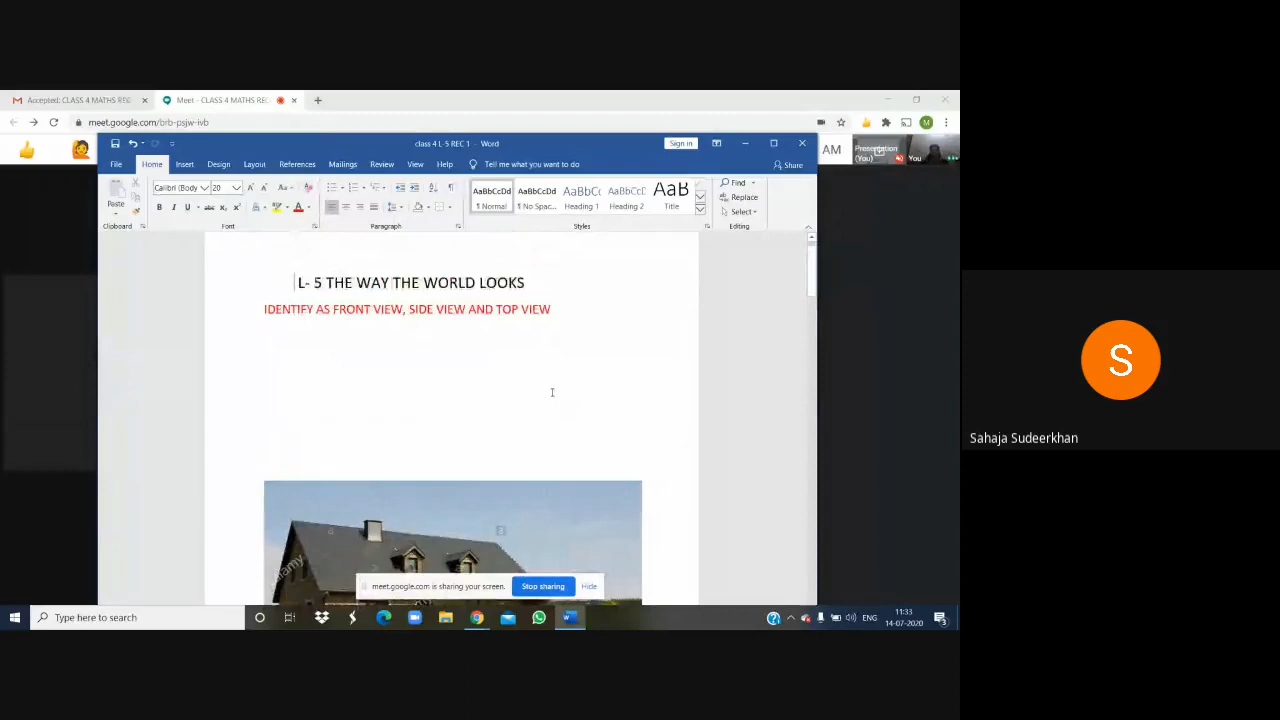 Accepted: CLASS 4 MATHS REC
Meet - CLASS 4 MATHS REC
meet.google.com/brb-psjw-ivb
M
class 4 L-5 REC 1 - Word
Sign in
AM
Presentation (You)
You
File Home Insert Design Layout References Mailings Review View Help Tell me what you want to do Share
Calibri (Body 20
Paste
Find
Replace
Select
AaBbCcDd AaBbCcDd AaBbCc AaBbCcD AaB
¶ Normal ¶ No Spac... Heading 1 Heading 2 Title
Clipboard Font Paragraph Styles Editing
L- 5 THE WAY THE WORLD LOOKS
IDENTIFY AS FRONT VIEW, SIDE VIEW AND TOP VIEW
alamy
meet.google.com is sharing your screen. Stop sharing Hide
Type here to search
ENG
11:33
14-07-2020
S
Sahaja Sudeerkhan